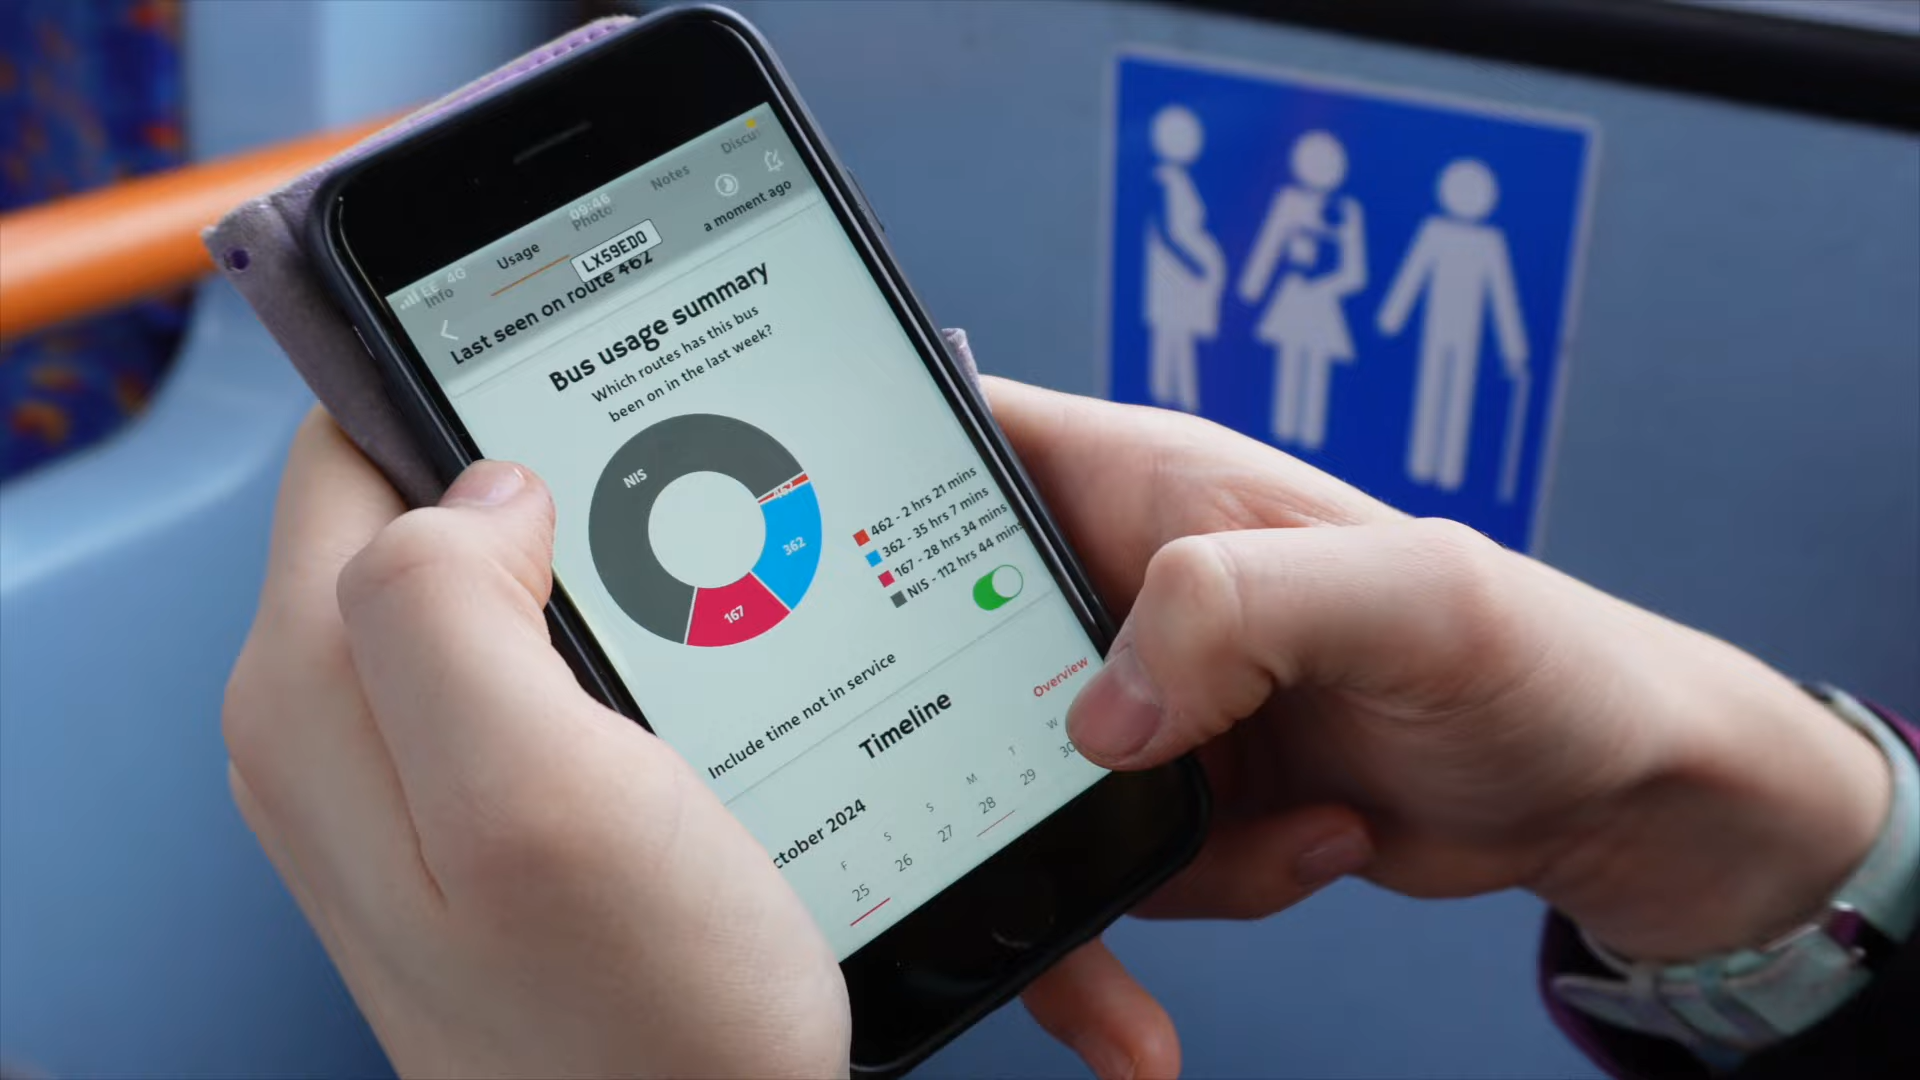 EE 4G
09:46
Info
Usage
Photo
Notes
LX59EDO
Last seen on route 462
a moment ago
Bus usage summary
Which routes has this bus
been on in the last week?
NIS
462
362
167
462 - 2 hrs 21 mins
362 - 35 hrs 7 mins
167 - 28 hrs 34 mins
NIS - 112 hrs 44 mins
Include time not in service
Timeline
Overview
ctober 2024
F S S M T W
25 26 27 28 29 30